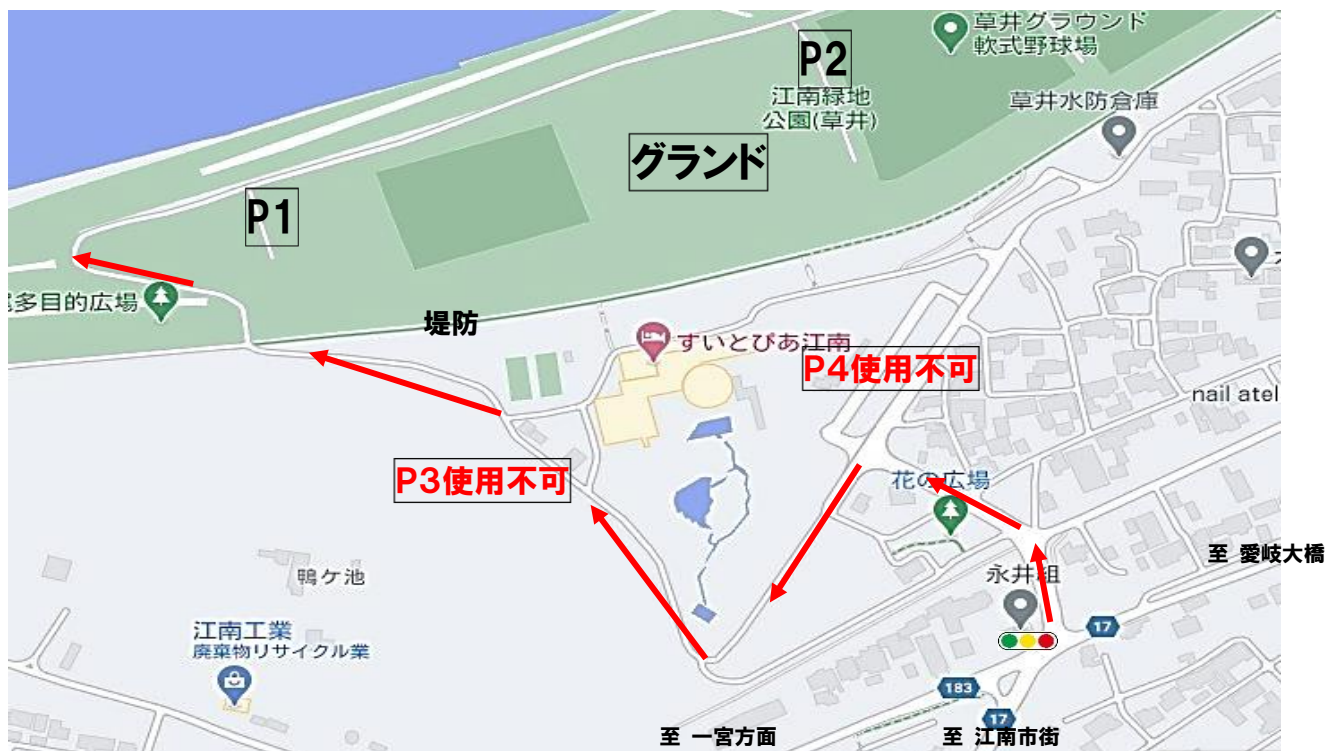 草井グラウンド
軟式野球場
P2
江南緑地
公園(草井)
草井水防倉庫
グランド
P1
多目的広場
堤防
すいとぴあ江南
P4使用不可
nail atel
P3使用不可
花の広場
至 愛岐大橋
鴨ケ池
永井組
江南工業
廃棄物リサイクル業
17
183
17
至 一宮方面
至 江南市街